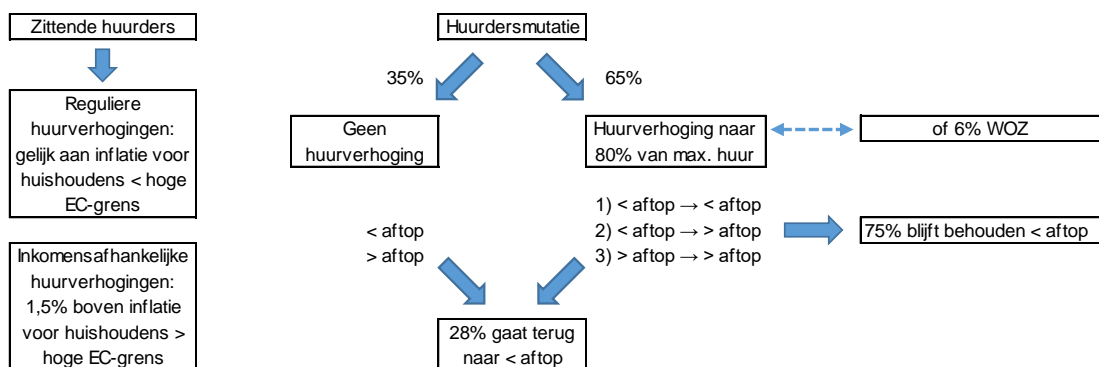 Zittende huurders
Reguliere
huurverhogingen:
gelijk aan inflatie voor
huishoudens < hoge
EC-grens
Inkomensafhankelijke
huurverhogingen:
1,5% boven inflatie
voor huishoudens >
hoge EC-grens
Huurdersmutatie
35%
65%
Geen
huurverhoging
Huurverhoging naar
80% van max. huur
of 6% WOZ
< aftop
> aftop
1) < aftop → < aftop
2) < aftop → > aftop
3) > aftop → > aftop
75% blijft behouden < aftop
28% gaat terug
naar < aftop